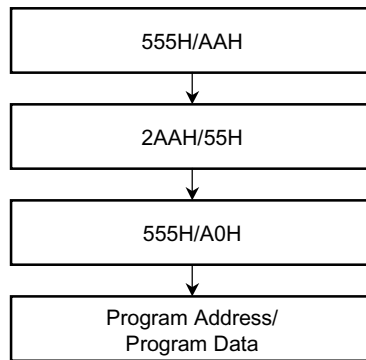 555H/AAH
2AAH/55H
555H/A0H
Program Address/
Program Data